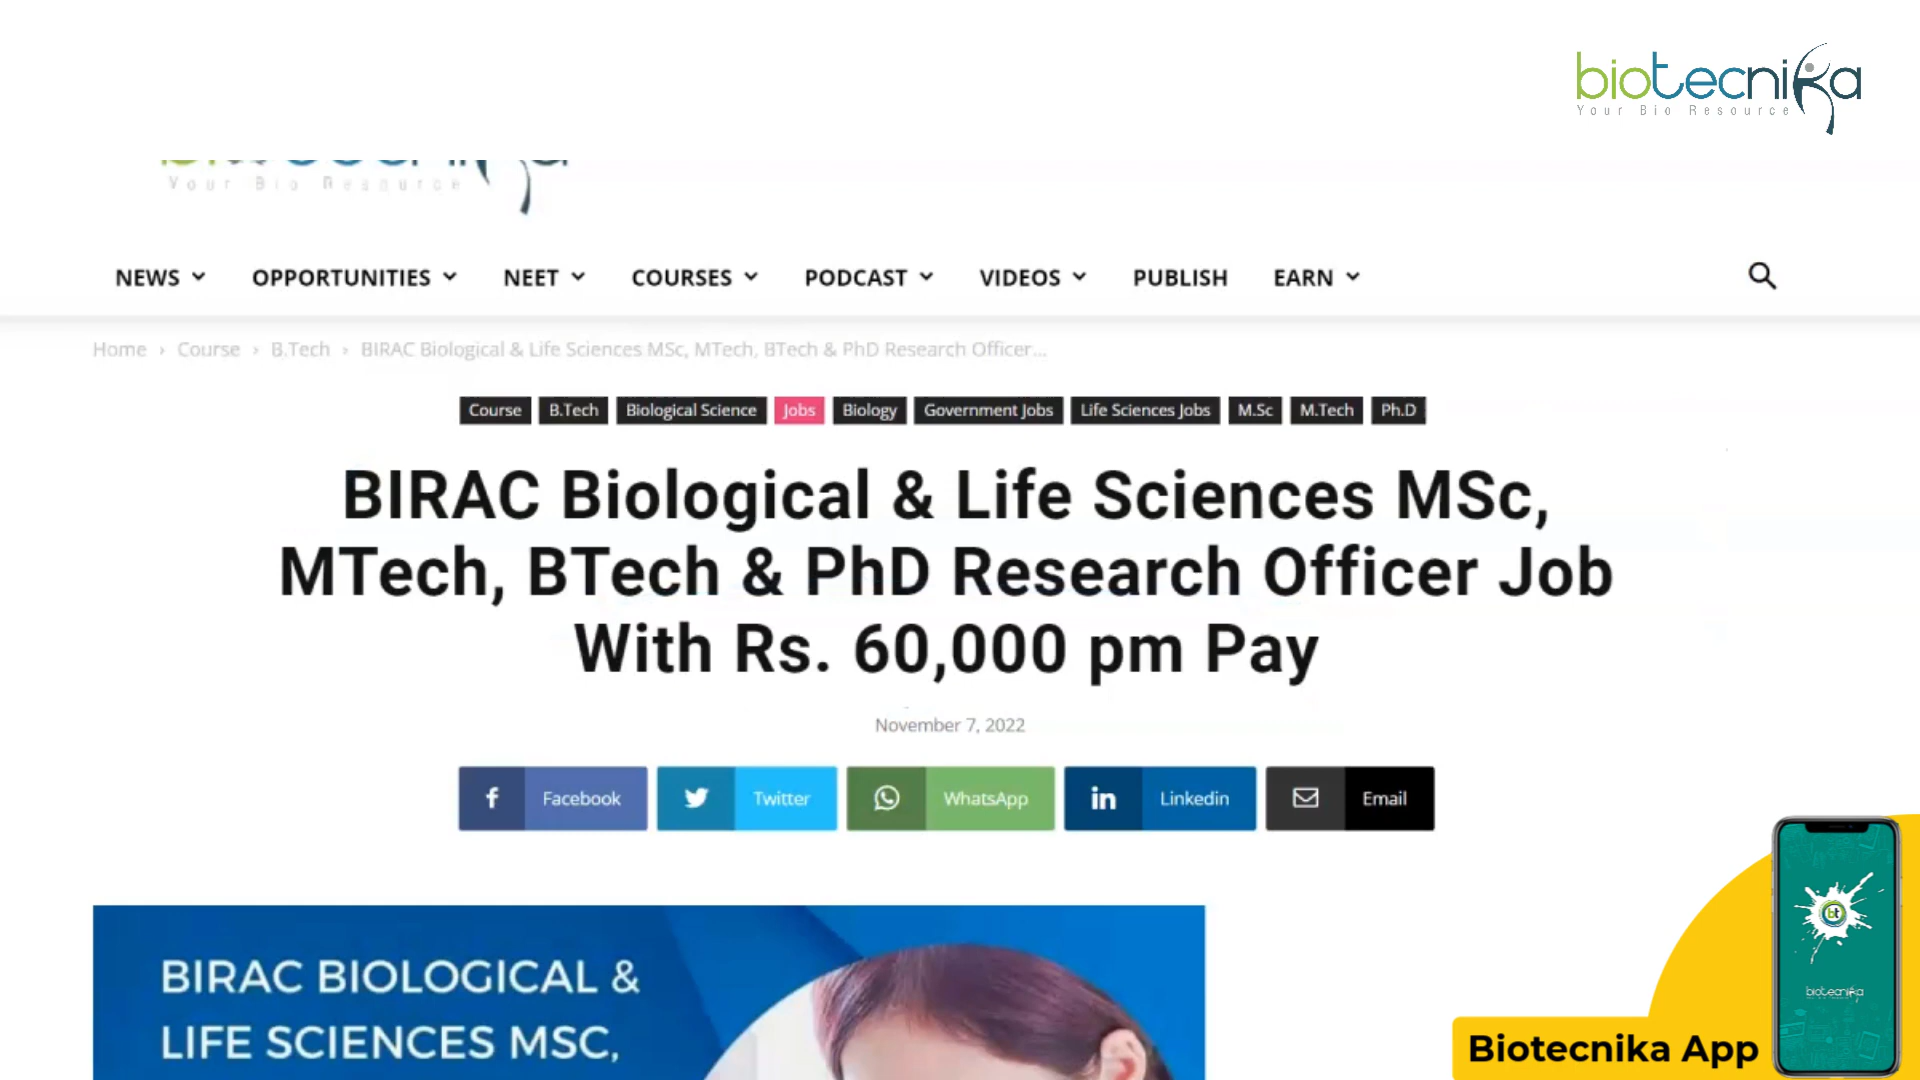 biotecnika
Your Bio Resource
Your Bio Resource
NEWS OPPORTUNITIES NEET COURSES PODCAST VIDEOS PUBLISH EARN
Home › Course › B.Tech › BIRAC Biological & Life Sciences MSc, MTech, BTech & PhD Research Officer...
Course B.Tech Biological Science Jobs Biology Government Jobs Life Sciences Jobs M.Sc M.Tech Ph.D
BIRAC Biological & Life Sciences MSc,
MTech, BTech & PhD Research Officer Job
With Rs. 60,000 pm Pay
November 7, 2022
Facebook Twitter WhatsApp Linkedin Email
BIRAC BIOLOGICAL &
LIFE SCIENCES MSC,
bt
biotecnika
Biotecnika App